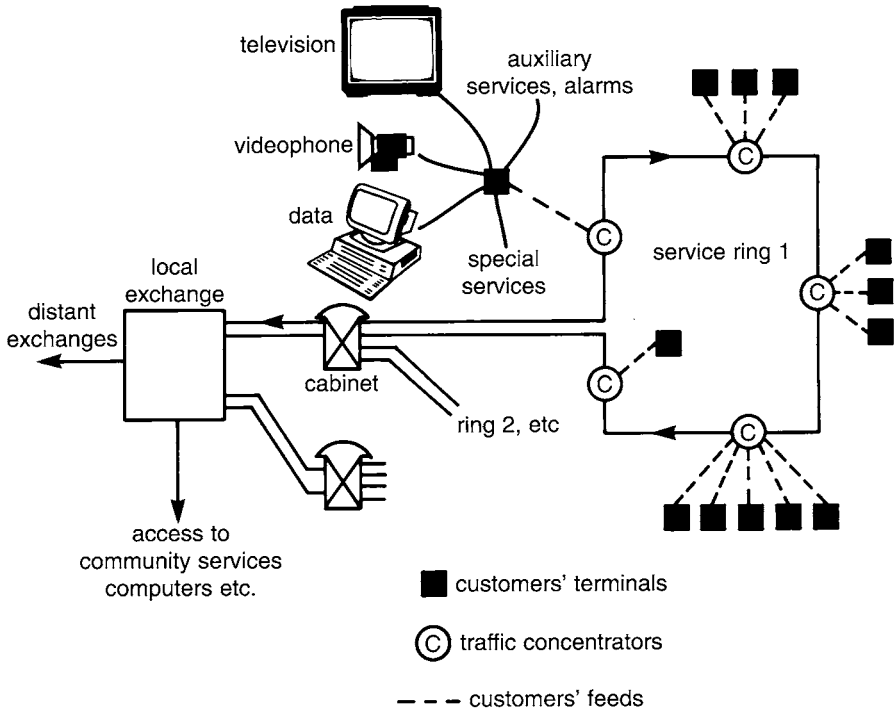 television
auxiliary
services, alarms
videophone
data
special
services
service ring 1
C
C
C
C
C
local
exchange
distant
exchanges
cabinet
ring 2, etc
access to
community services
computers etc.
customers' terminals
C traffic concentrators
customers' feeds